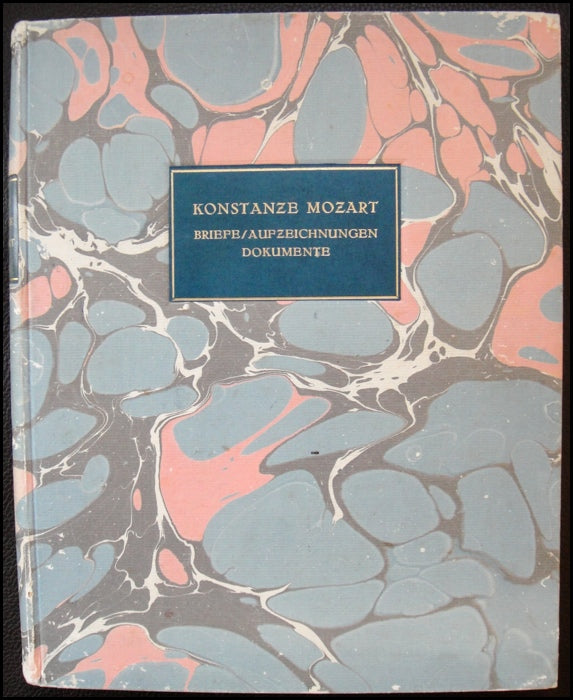 KONSTANZE MOZART
BRIEFE/AUFZEICHNUNGEN
DOKUMENTE